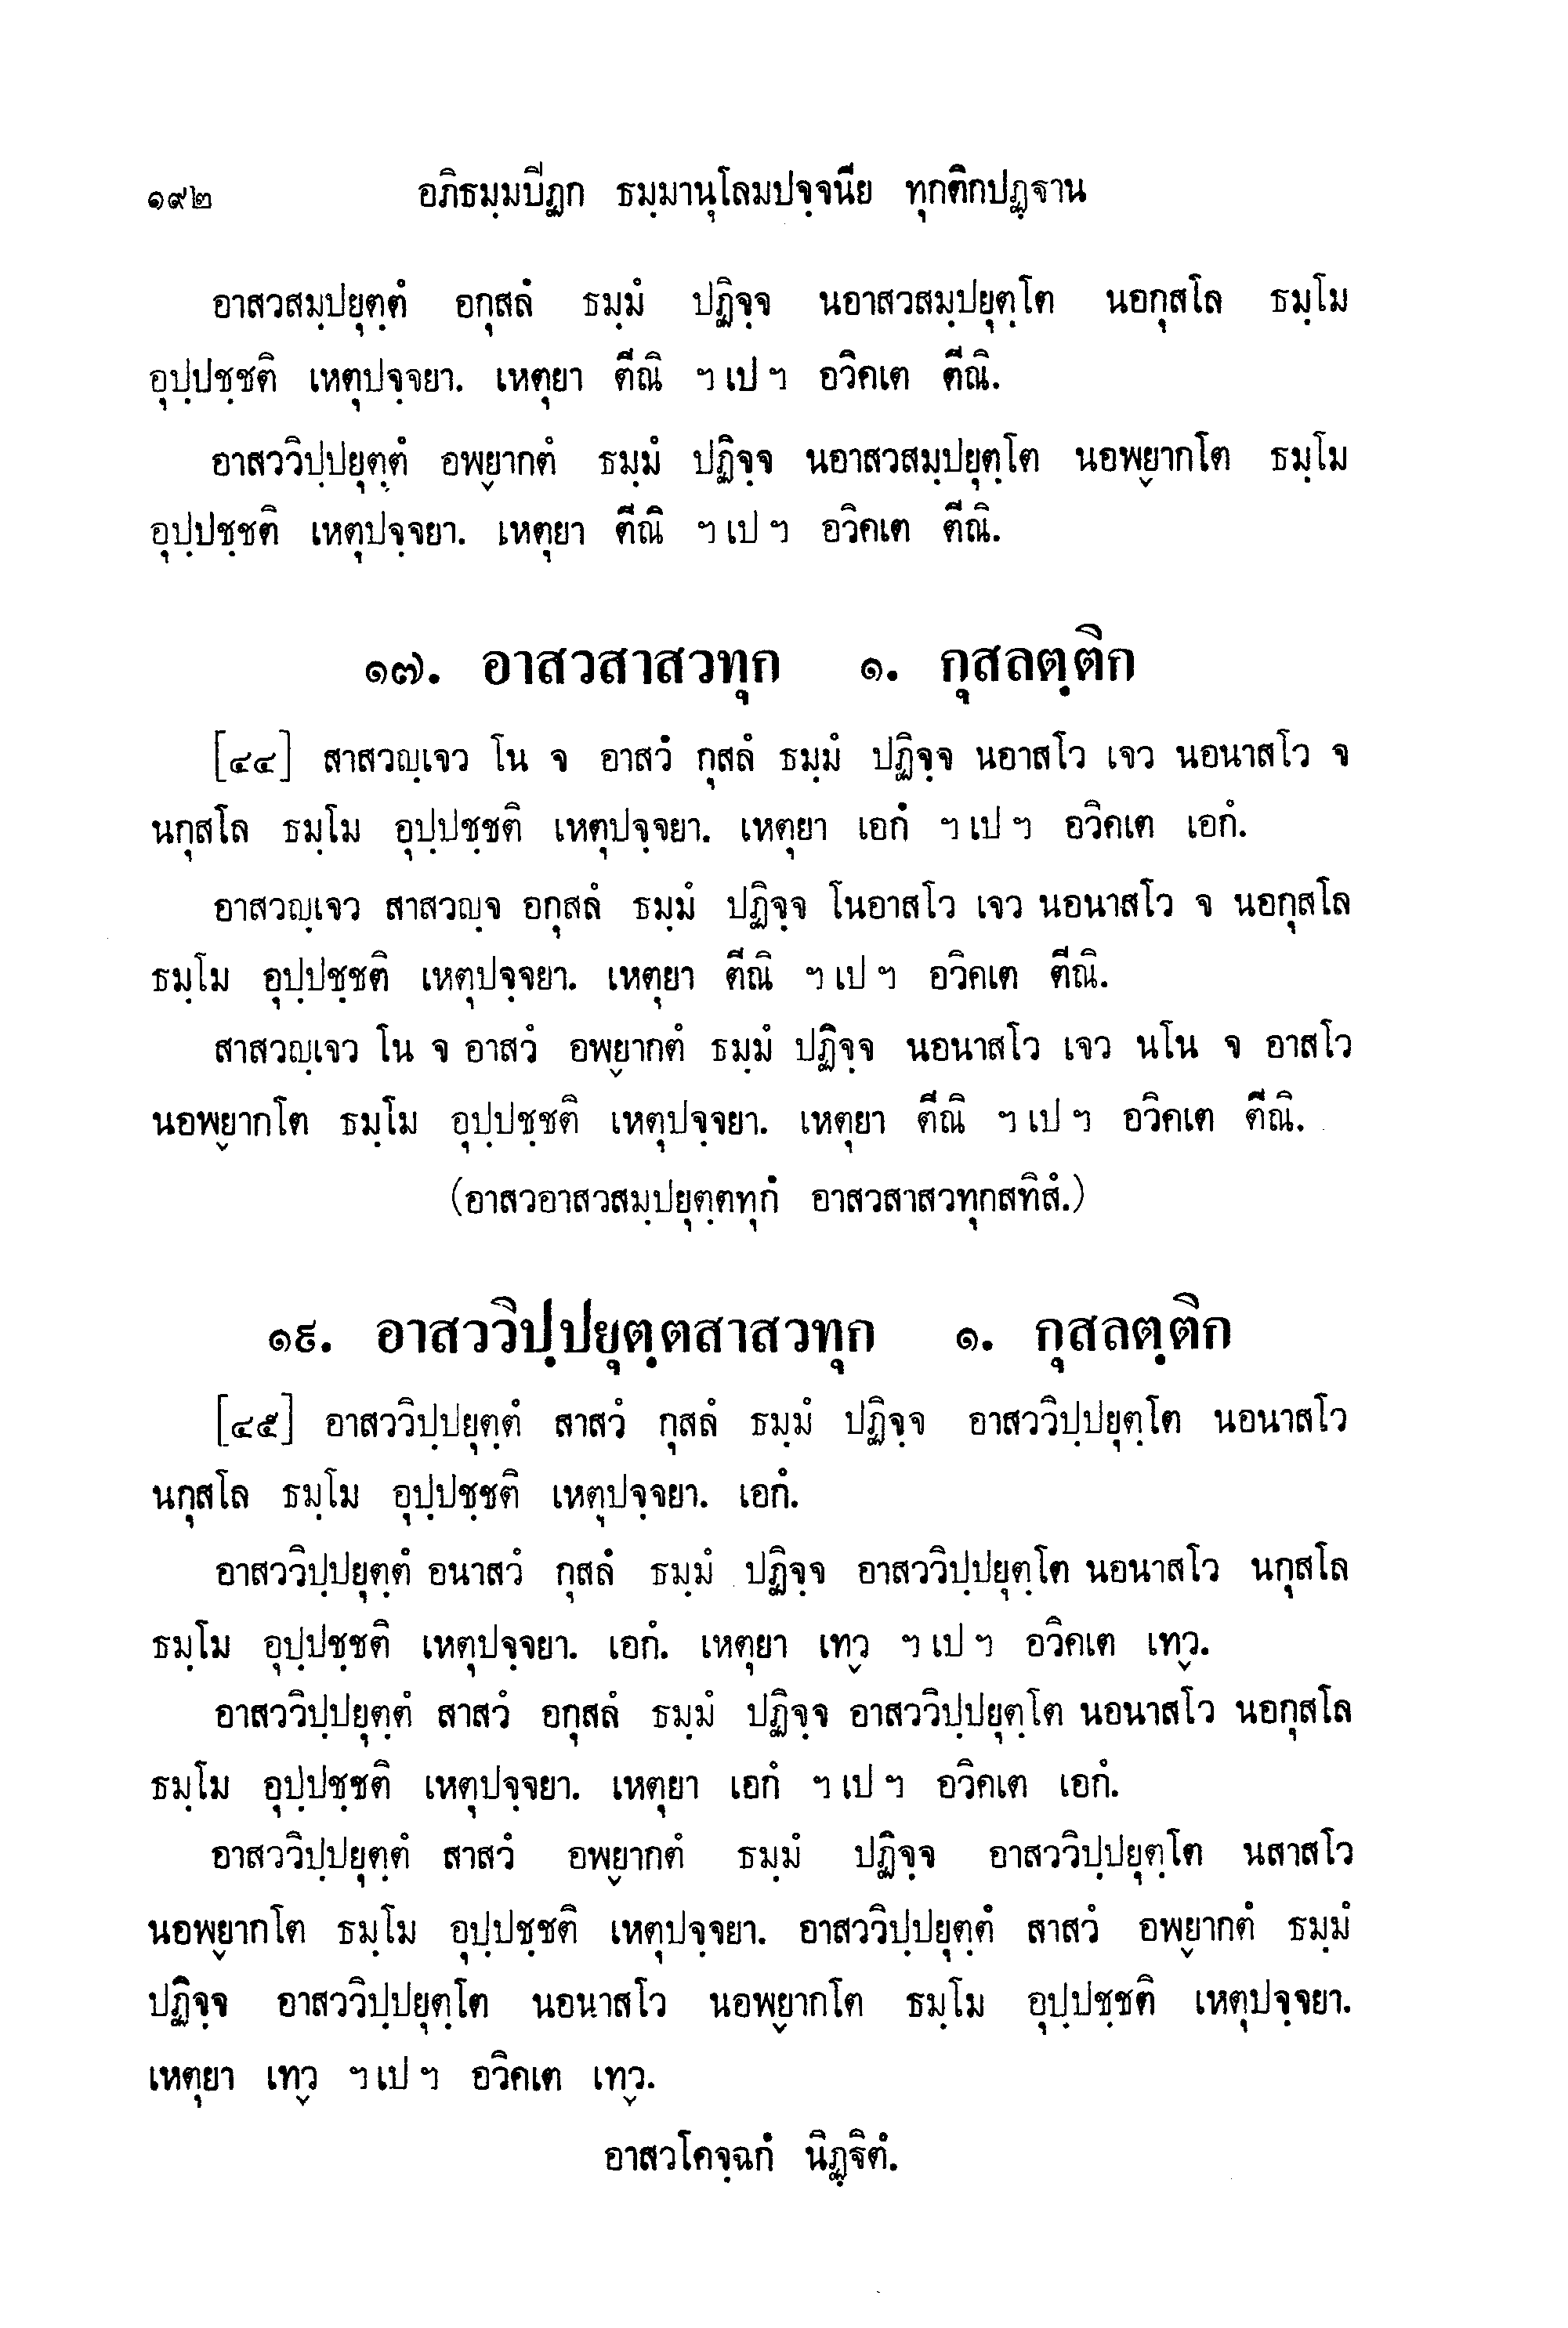 ๑๙๒ อภิธมฺมปีฏก ธมฺมานุโลมปจฺจนีย ทุกติกปฏฺฐาน
อาสวสมฺปยุตฺตํ อกุสลํ ธมฺมํ ปฏิจฺจ นอาสวสมฺปยุตฺโต นอกุสโล ธมฺโม
อุปฺปชฺชติ เหตุปจฺจยา. เหตุยา ตีณิ ฯ เป ฯ อวิคเต ตีณิ.
อาสววิปฺปยุตฺตํ อพฺยากตํ ธมฺมํ ปฏิจฺจ นอาสวสมฺปยุตฺโต นอพฺยากโต ธมฺโม
อุปฺปชฺชติ เหตุปจฺจยา. เหตุยา ตีณิ ฯ เป ฯ อวิคเต ตีณิ.
๑๗. อาสวสาสวทุก ๑. กุสลตฺติก
[๔๔] สาสวญฺเจว โน จ อาสวํ กุสลํ ธมฺมํ ปฏิจฺจ นอาสโว เจว นอนาสโว จ
นกุสโล ธมฺโม อุปฺปชฺชติ เหตุปจฺจยา. เหตุยา เอกํ ฯ เป ฯ อวิคเต เอกํ.
อาสวญฺเจว สาสวญฺจ อกุสลํ ธมฺมํ ปฏิจฺจ โนอาสโว เจว นอนาสโว จ นอกุสโล
ธมฺโม อุปฺปชฺชติ เหตุปจฺจยา. เหตุยา ตีณิ ฯ เป ฯ อวิคเต ตีณิ.
สาสวญฺเจว โน จ อาสวํ อพฺยากตํ ธมฺมํ ปฏิจฺจ นอนาสโว เจว นโน จ อาสโว
นอพฺยากโต ธมฺโม อุปฺปชฺชติ เหตุปจฺจยา. เหตุยา ตีณิ ฯ เป ฯ อวิคเต ตีณิ.
(อาสวอาสวสมฺปยุตฺตทุกํ อาสวสาสวทุกสทิสํ.)
๑๙. อาสววิปฺปยุตฺตสาสวทุก ๑. กุสลตฺติก
[๔๕] อาสววิปฺปยุตฺตํ สาสวํ กุสลํ ธมฺมํ ปฏิจฺจ อาสววิปฺปยุตฺโต นอนาสโว
นกุสโล ธมฺโม อุปฺปชฺชติ เหตุปจฺจยา. เอกํ.
อาสววิปฺปยุตฺตํ อนาสวํ กุสลํ ธมฺมํ ปฏิจฺจ อาสววิปฺปยุตฺโต นอนาสโว นกุสโล
ธมฺโม อุปฺปชฺชติ เหตุปจฺจยา. เอกํ. เหตุยา เทฺว ฯ เป ฯ อวิคเต เทฺว.
อาสววิปฺปยุตฺตํ สาสวํ อกุสลํ ธมฺมํ ปฏิจฺจ อาสววิปฺปยุตฺโต นอนาสโว นอกุสโล
ธมฺโม อุปฺปชฺชติ เหตุปจฺจยา. เหตุยา เอกํ ฯ เป ฯ อวิคเต เอกํ.
อาสววิปฺปยุตฺตํ สาสวํ อพฺยากตํ ธมฺมํ ปฏิจฺจ อาสววิปฺปยุตฺโต นสาสโว
นอพฺยากโต ธมฺโม อุปฺปชฺชติ เหตุปจฺจยา. อาสววิปฺปยุตฺตํ สาสวํ อพฺยากตํ ธมฺมํ
ปฏิจฺจ อาสววิปฺปยุตฺโต นอนาสโว นอพฺยากโต ธมฺโม อุปฺปชฺชติ เหตุปจฺจยา.
เหตุยา เทฺว ฯ เป ฯ อวิคเต เทฺว.
อาสวโคจฺฉกํ นิฏฺฐิตํ.